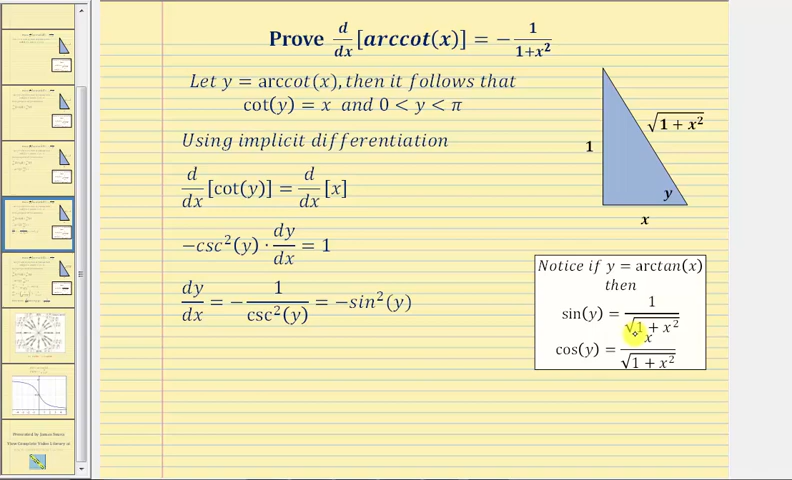 Prove d/dx [arccot(x)] = − 1/(1+x²)
Let y = arccot(x), then it follows that
cot(y) = x and 0 < y < π
Using implicit differentiation
d/dx [cot(y)] = d/dx [x]
−csc²(y) · dy/dx = 1
dy/dx = − 1/csc²(y) = −sin²(y)
1
√(1 + x²)
y
x
Notice if y = arctan(x)
then
sin(y) = 1/√(1 + x²)
cos(y) = x/√(1 + x²)